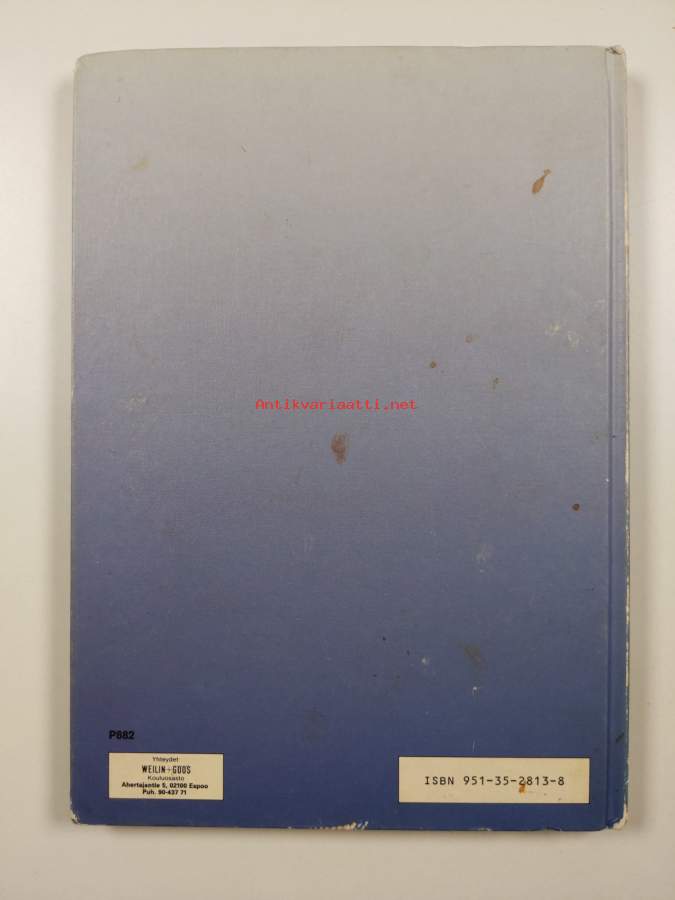 Antikvariaatti.net
P882
Yhteydet:
WEILIN+GÖÖS
Kouluosasto
Ahertajantie 5, 02100 Espoo
Puh. 90-437 71
ISBN 951-35-2813-8